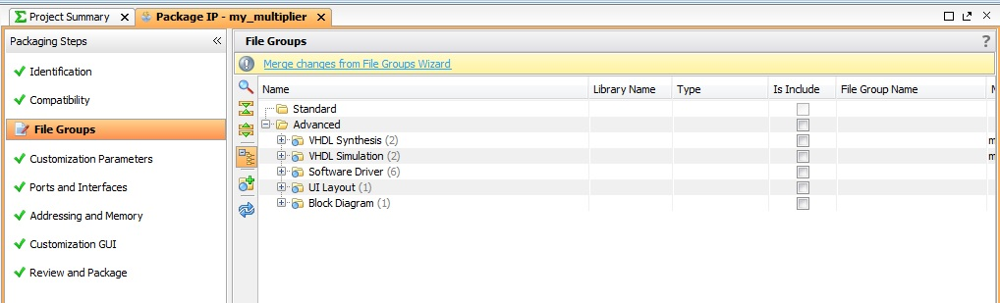 Project Summary
Package IP - my_multiplier
Packaging Steps
Identification
Compatibility
File Groups
Customization Parameters
Ports and Interfaces
Addressing and Memory
Customization GUI
Review and Package
File Groups
?
Merge changes from File Groups Wizard
Name Library Name Type Is Include File Group Name M
Standard
Advanced
VHDL Synthesis (2) m
VHDL Simulation (2) m
Software Driver (6)
UI Layout (1)
Block Diagram (1)